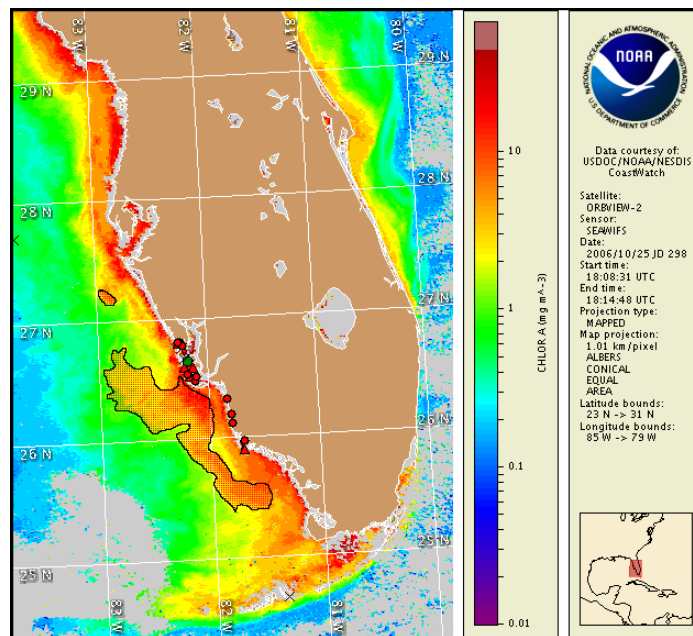 83 W
82 W
81 W
80 W
29 N
29 N
28 N
28 N
27 N
27 N
26 N
26 N
25 N
25 N
83 W
82 W
81 W
10
1
0.1
0.01
CHLOR A (mg m^-3)
NATIONAL OCEANIC AND ATMOSPHERIC ADMINISTRATION
NOAA
U.S. DEPARTMENT OF COMMERCE
Data courtesy of:
USDOC/NOAA/NESDIS
CoastWatch
Satellite:
ORBVIEW-2
Sensor:
SEAWIFS
Date:
2006/10/25 JD 298
Start time:
18:08:31 UTC
End time:
18:14:48 UTC
Projection type:
MAPPED
Map projection:
1.01 km/pixel
ALBERS
CONICAL
EQUAL
AREA
Latitude bounds:
23 N -> 31 N
Longitude bounds:
85 W -> 79 W